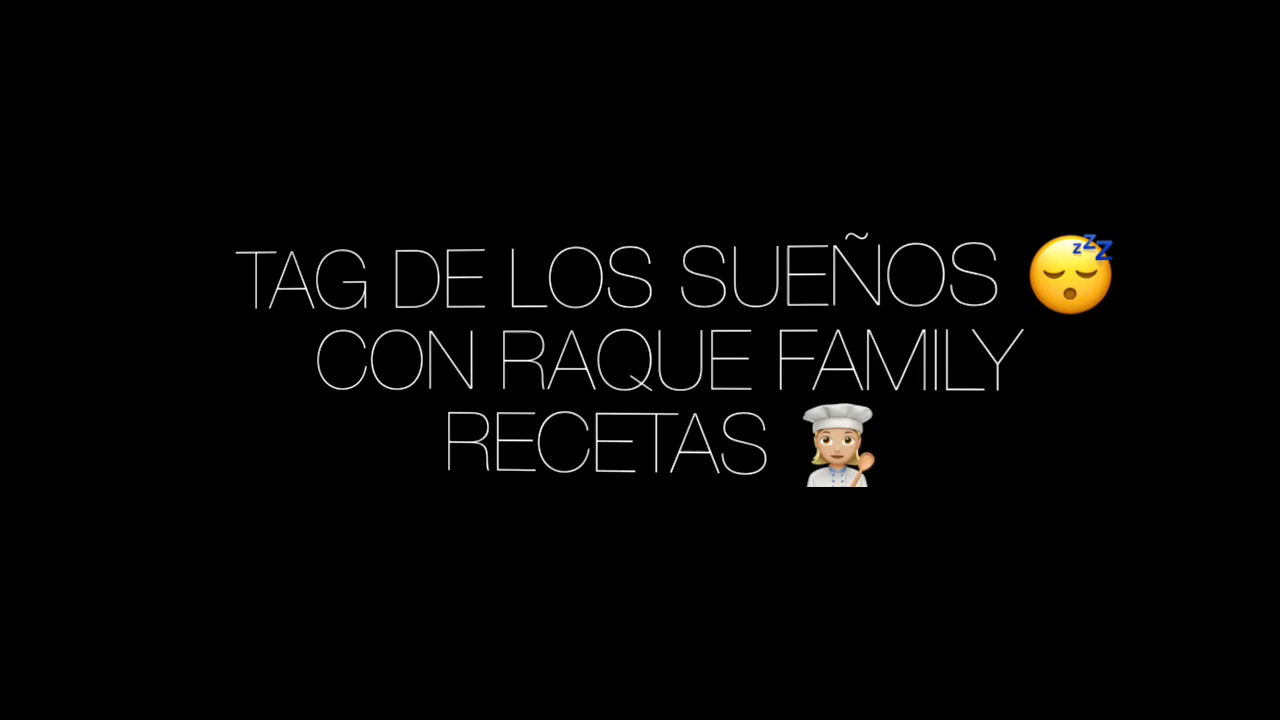 TAG DE LOS SUEÑOS 😴
CON RAQUE FAMILY
RECETAS 👩🏼‍🍳